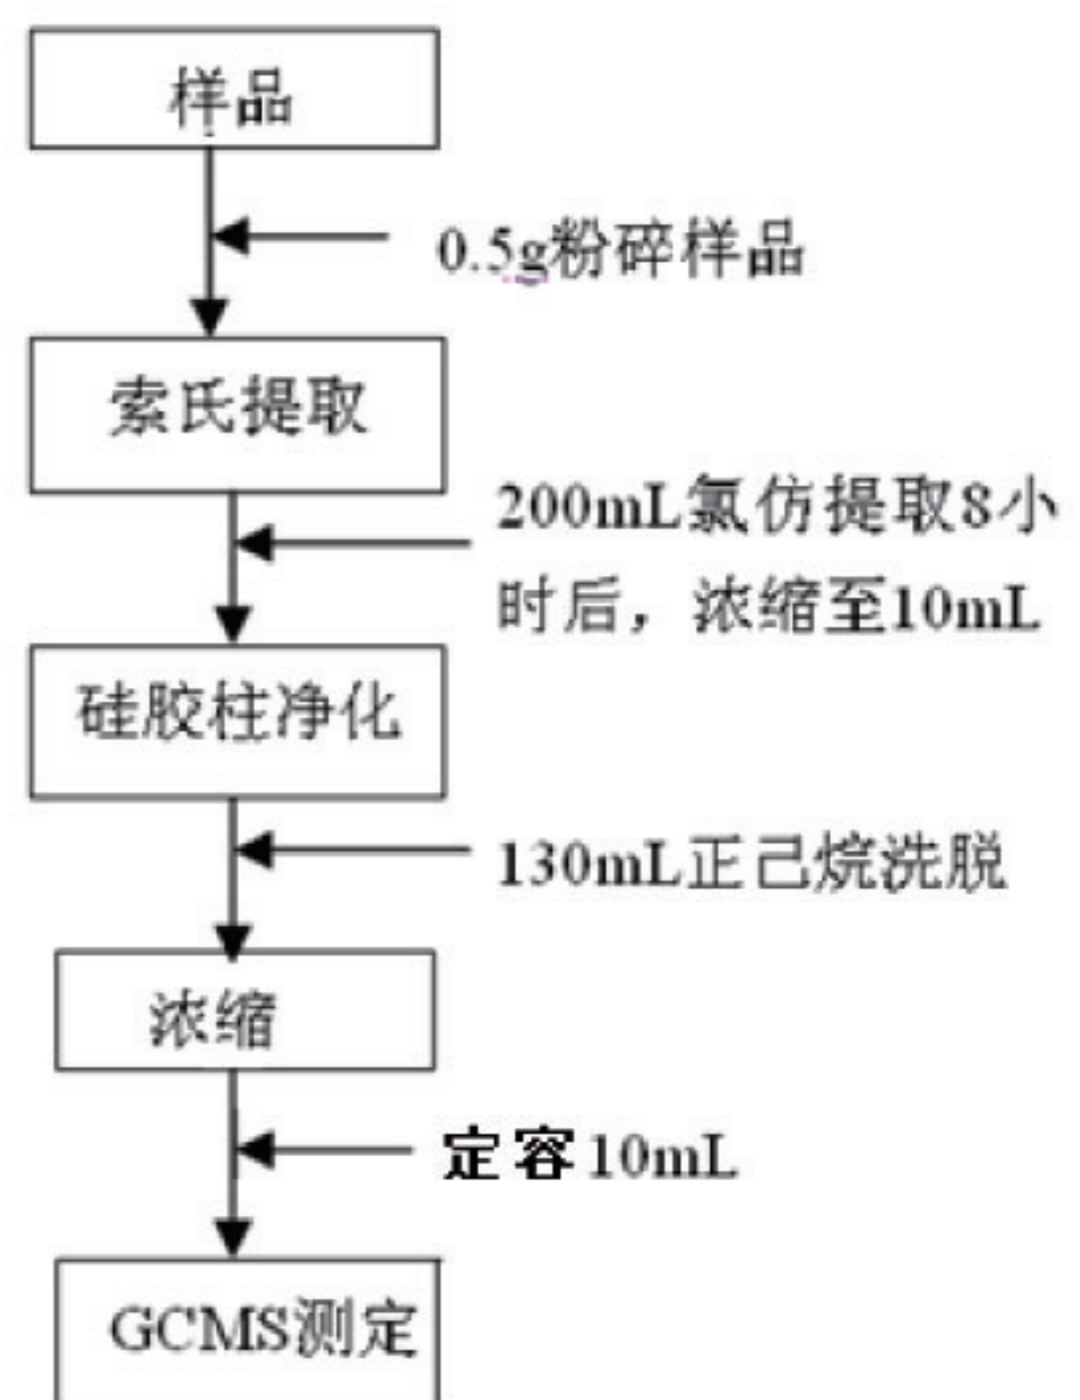 样品
0.5g粉碎样品
索氏提取
200mL氯仿提取8小
时后，浓缩至10mL
硅胶柱净化
130mL正己烷洗脱
浓缩
定容10mL
GCMS测定